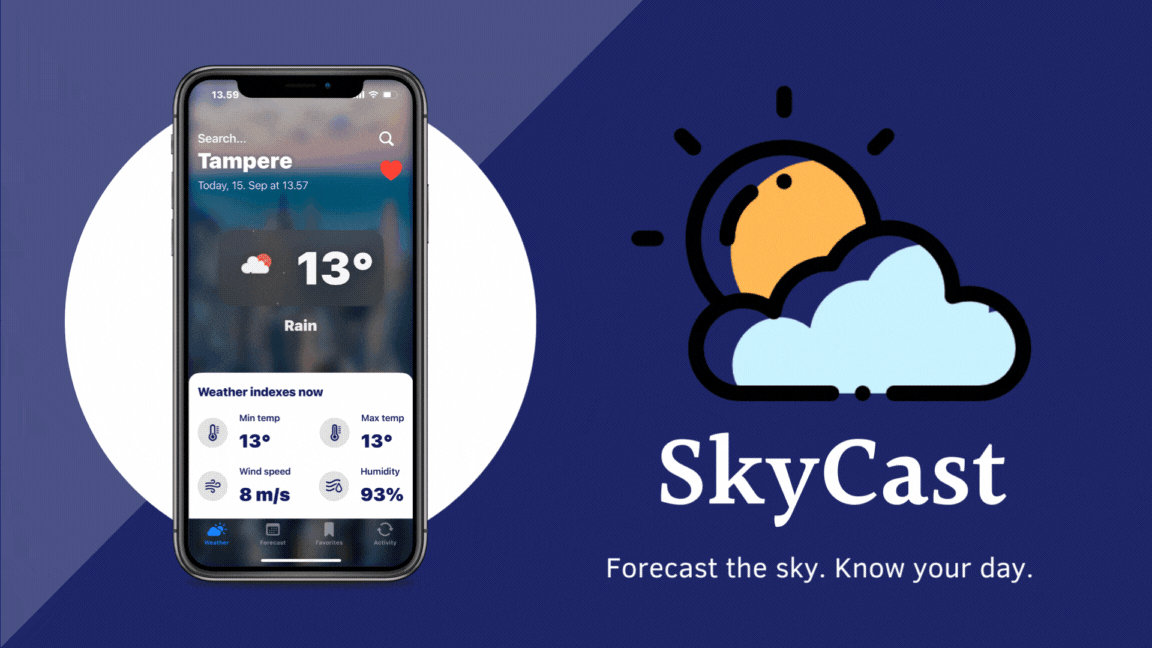 13.59
Search...
Tampere
Today, 15. Sep at 13.57
13°
Rain
Weather indexes now
Min temp
13°
Max temp
13°
Wind speed
8 m/s
Humidity
93%
Weather
Forecast
Favorites
Activity
SkyCast
Forecast the sky. Know your day.